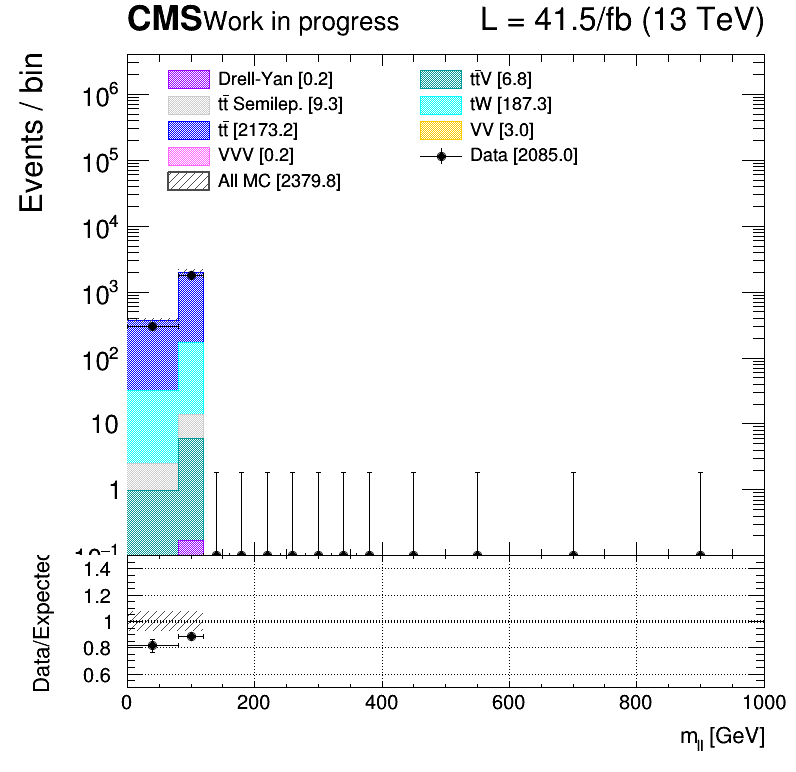 CMS Work in progress L = 41.5/fb (13 TeV)
Events / bin
Drell-Yan [0.2]
tt̄ Semilep. [9.3]
tt̄ [2173.2]
VVV [0.2]
All MC [2379.8]
tt̄V [6.8]
tW [187.3]
VV [3.0]
Data [2085.0]
10⁶
10⁵
10⁴
10³
10²
10
1
10⁻¹
Data/Expected
1.4
1.2
1
0.8
0.6
0 200 400 600 800 1000
m_ll [GeV]